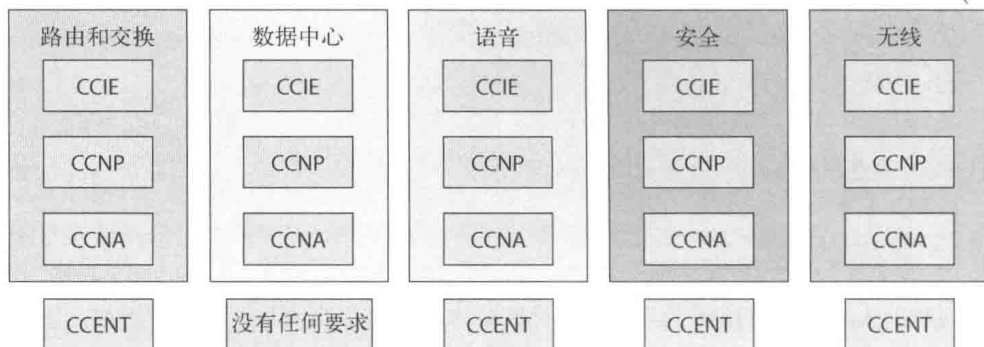 路由和交换 数据中心 语音 安全 无线
CCIE CCIE CCIE CCIE CCIE
CCNP CCNP CCNP CCNP CCNP
CCNA CCNA CCNA CCNA CCNA
CCENT 没有任何要求 CCENT CCENT CCENT